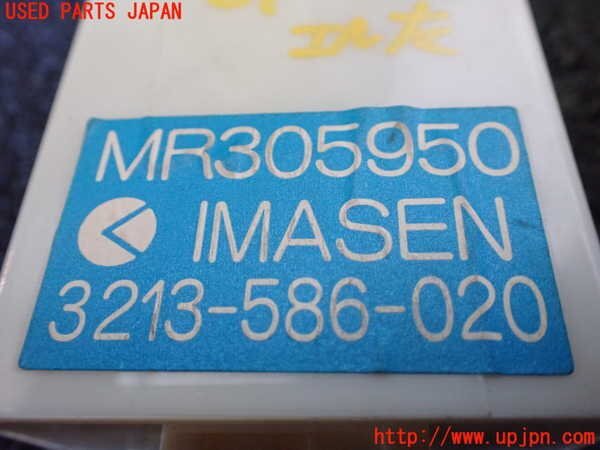 USED PARTS JAPAN
MR305950
IMASEN
3213-586-020
http://www.upjpn.com/